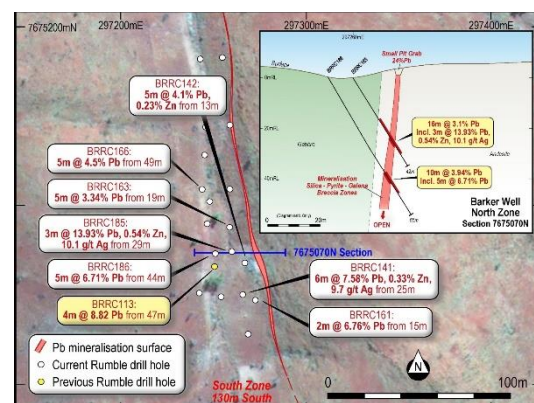 297200mE
297300mE
297400mE
7675200mN
BRRC142:
5m @ 4.1% Pb,
0.23% Zn from 13m
BRRC166:
5m @ 4.5% Pb from 49m
BRRC163:
5m @ 3.34% Pb from 19m
BRRC185:
3m @ 13.93% Pb, 0.54% Zn,
10.1 g/t Ag from 29m
BRRC186:
5m @ 6.71% Pb from 44m
BRRC113:
4m @ 8.82 Pb from 47m
7675070N Section
BRRC141:
6m @ 7.58% Pb, 0.33% Zn,
9.7 g/t Ag from 25m
BRRC161:
2m @ 6.76% Pb from 15m
Small Pit Grab
24%Pb
BRRC186
BRRC185
16m @ 3.1% Pb
Incl. 3m @ 13.93% Pb,
0.54% Zn, 10.1 g/t Ag
10m @ 3.94% Pb
Incl. 5m @ 6.71% Pb
Mineralisation
Silica - Pyrite - Galena
Breccia Zones
OPEN
20m
Barker Well
North Zone
Section 7675070N
Pb mineralisation surface
Current Rumble drill hole
Previous Rumble drill hole
South Zone
130m South
N
0
100m